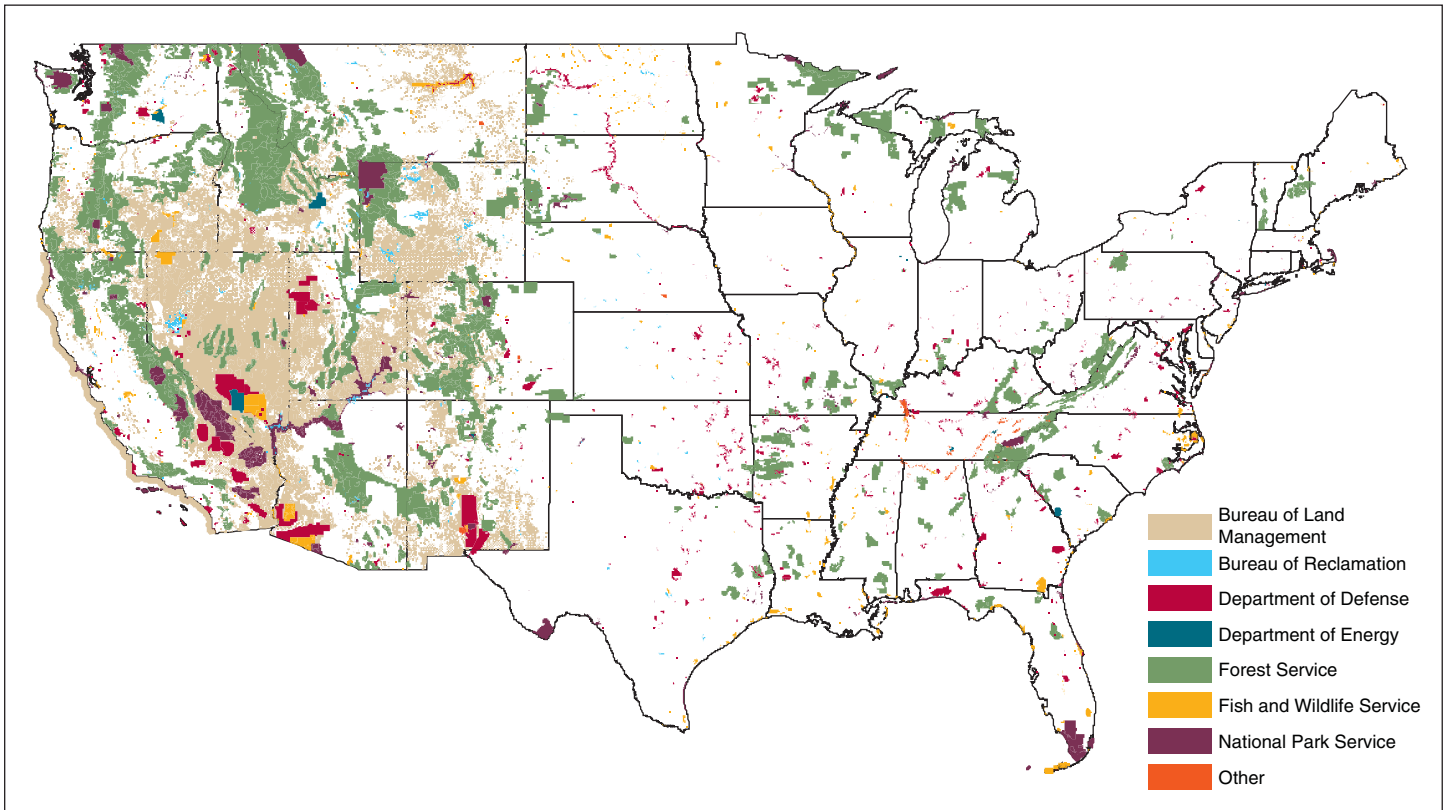 Bureau of Land
Management
Bureau of Reclamation
Department of Defense
Department of Energy
Forest Service
Fish and Wildlife Service
National Park Service
Other